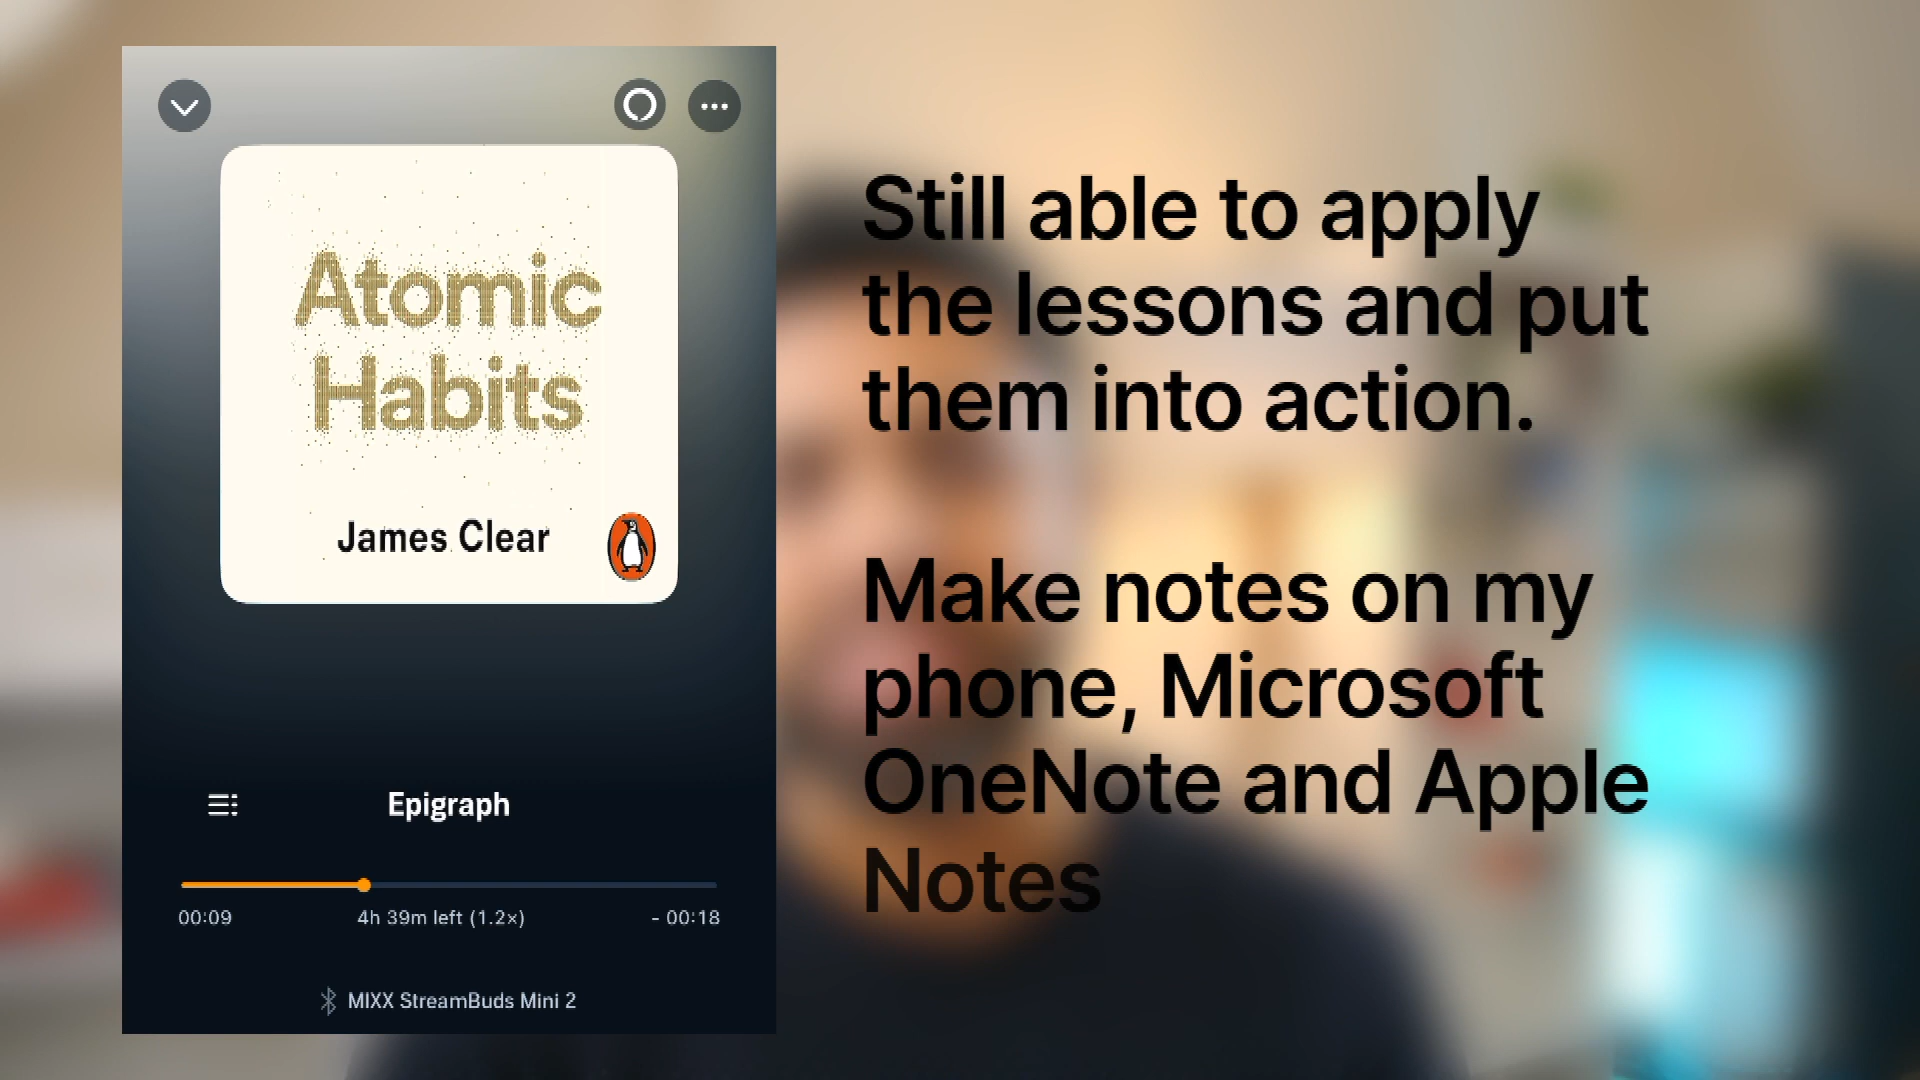 Atomic
Habits
James Clear
Epigraph
00:09
4h 39m left (1.2×)
- 00:18
MIXX StreamBuds Mini 2
Still able to apply
the lessons and put
them into action.
Make notes on my
phone, Microsoft
OneNote and Apple
Notes